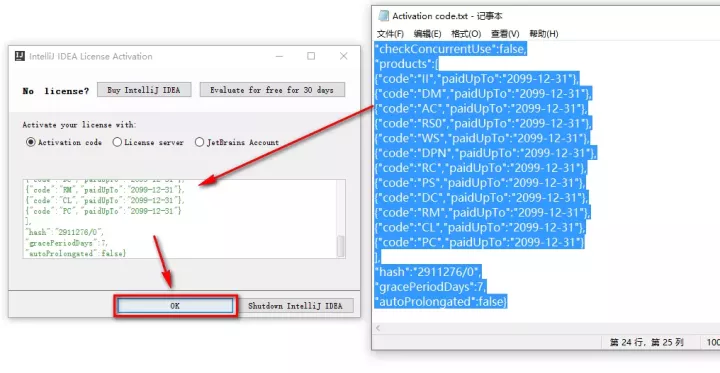 IntelliJ IDEA License Activation
No license?
Buy IntelliJ IDEA
Evaluate for free for 30 days
Activate your license with:
Activation code
License server
JetBrains Account
{"code":"RM","paidUpTo":"2099-12-31"},
{"code":"CL","paidUpTo":"2099-12-31"},
{"code":"PC","paidUpTo":"2099-12-31"}
],
"hash":"2911276/0",
"gracePeriodDays":7,
"autoProlongated":false}
OK
Shutdown IntelliJ IDEA
Activation code.txt - 记事本
文件(F) 编辑(E) 格式(O) 查看(V) 帮助(H)
"checkConcurrentUse":false,
"products":[
{"code":"II","paidUpTo":"2099-12-31"},
{"code":"DM","paidUpTo":"2099-12-31"},
{"code":"AC","paidUpTo":"2099-12-31"},
{"code":"RS0","paidUpTo":"2099-12-31"},
{"code":"WS","paidUpTo":"2099-12-31"},
{"code":"DPN","paidUpTo":"2099-12-31"},
{"code":"RC","paidUpTo":"2099-12-31"},
{"code":"PS","paidUpTo":"2099-12-31"},
{"code":"DC","paidUpTo":"2099-12-31"},
{"code":"RM","paidUpTo":"2099-12-31"},
{"code":"CL","paidUpTo":"2099-12-31"},
{"code":"PC","paidUpTo":"2099-12-31"}
],
"hash":"2911276/0",
"gracePeriodDays":7,
"autoProlongated":false}
第 24 行，第 25 列
100